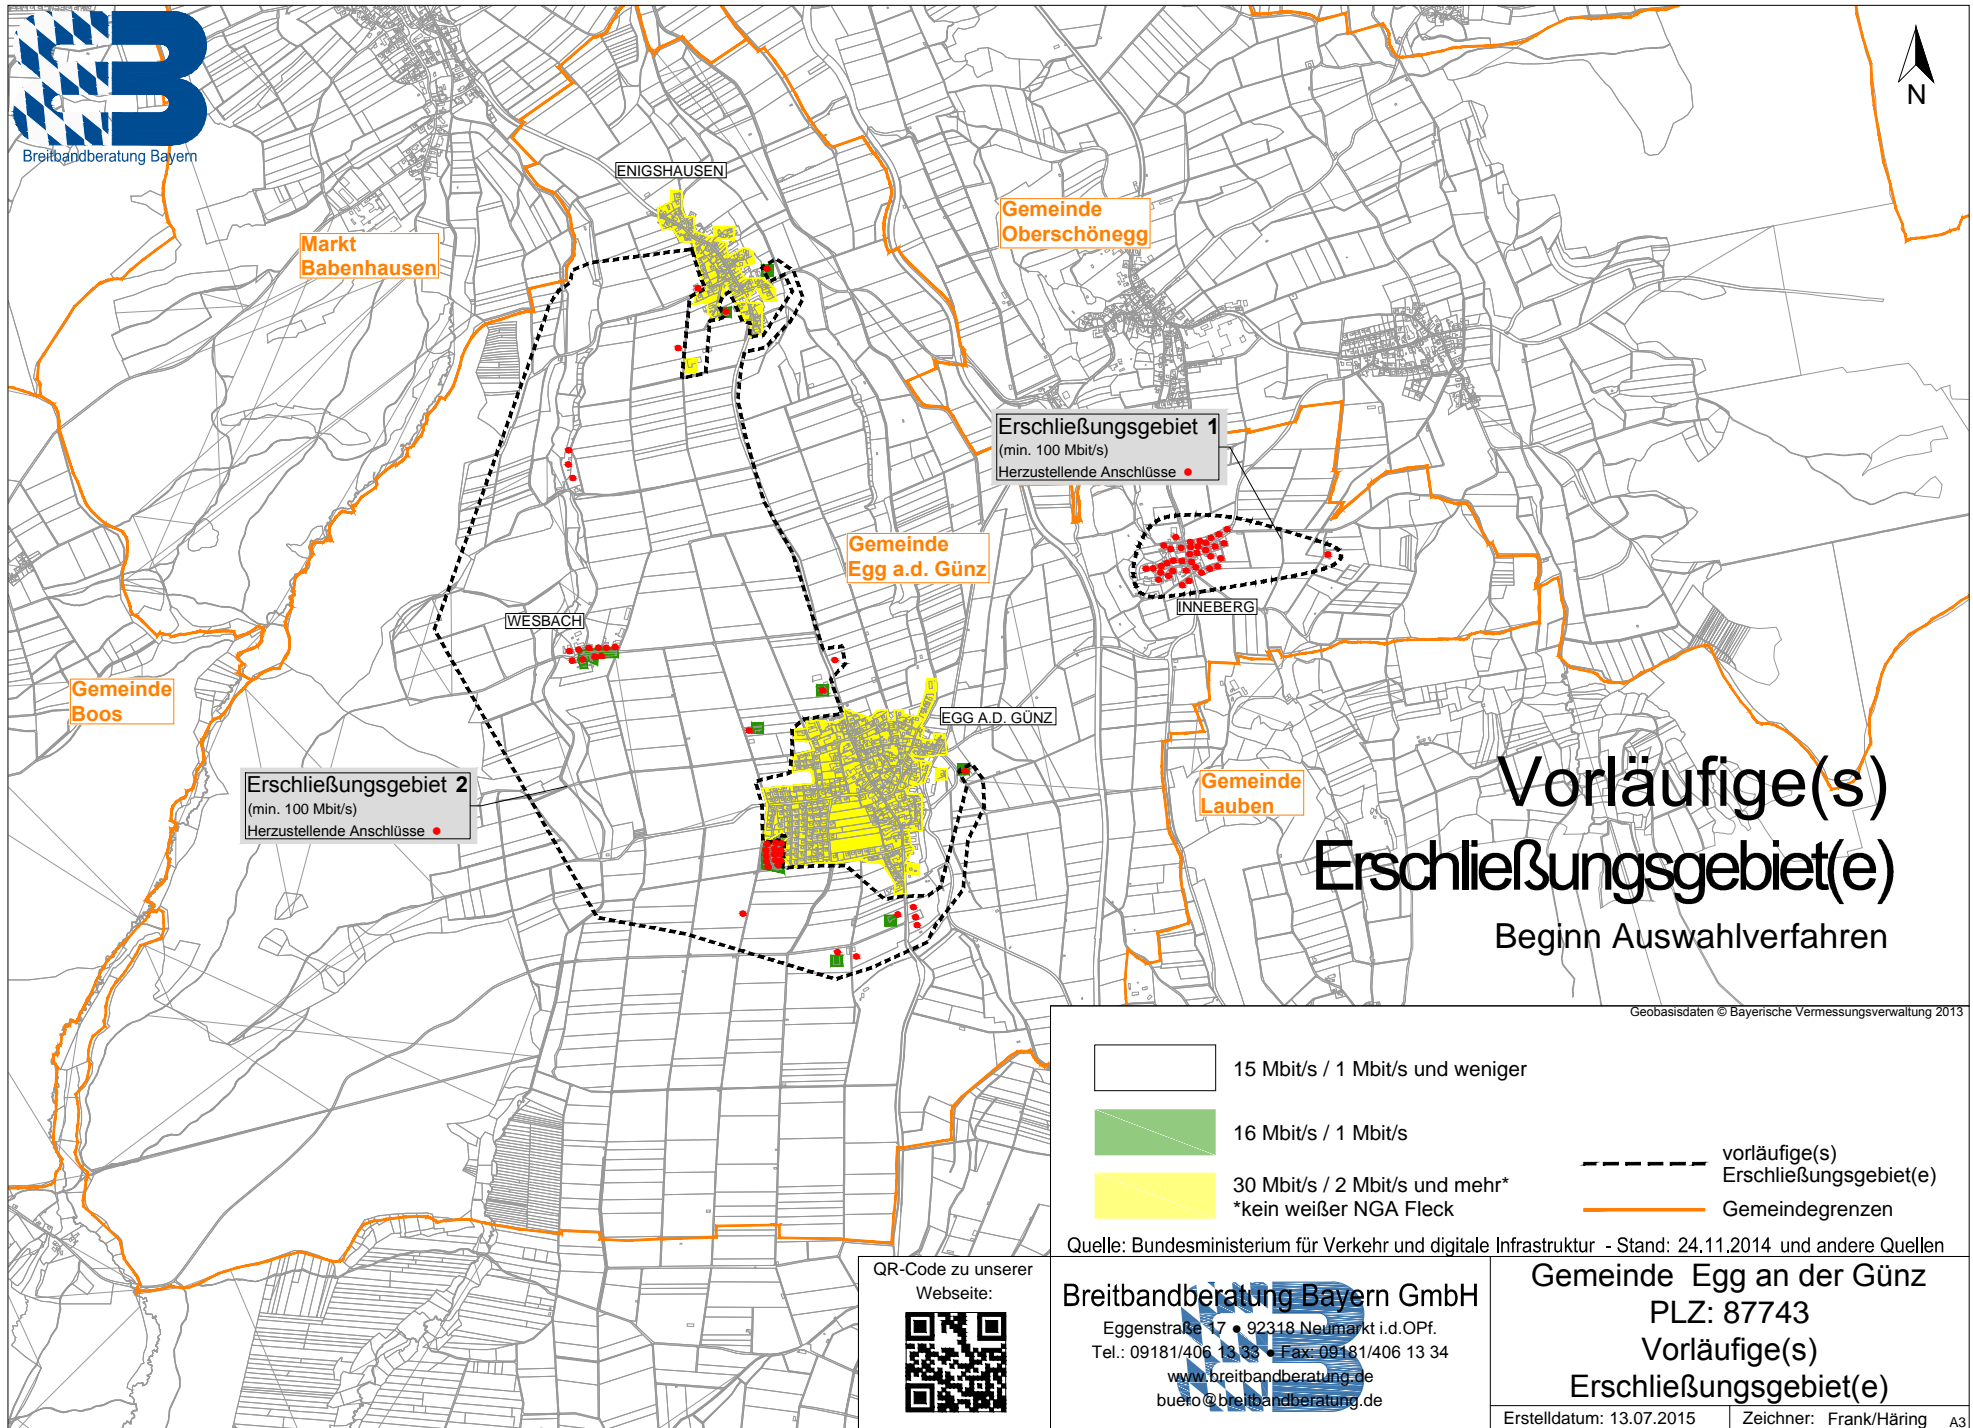 Breitbandberatung Bayern
N
ENIGSHAUSEN
Markt
Babenhausen
Gemeinde
Oberschönegg
Erschließungsgebiet 1
(min. 100 Mbit/s)
Herzustellende Anschlüsse
Gemeinde
Egg a.d. Günz
INNEBERG
WESBACH
Gemeinde
Boos
EGG A.D. GÜNZ
Erschließungsgebiet 2
(min. 100 Mbit/s)
Herzustellende Anschlüsse
Gemeinde
Lauben
Vorläufige(s)
Erschließungsgebiet(e)
Beginn Auswahlverfahren
Geobasisdaten © Bayerische Vermessungsverwaltung 2013
15 Mbit/s / 1 Mbit/s und weniger
16 Mbit/s / 1 Mbit/s
30 Mbit/s / 2 Mbit/s und mehr*
*kein weißer NGA Fleck
vorläufige(s)
Erschließungsgebiet(e)
Gemeindegrenzen
Quelle: Bundesministerium für Verkehr und digitale Infrastruktur - Stand: 24.11.2014 und andere Quellen
QR-Code zu unserer
Webseite:
Breitbandberatung Bayern GmbH
Eggenstraße 17 ● 92318 Neumarkt i.d.OPf.
Tel.: 09181/406 13 33 ● Fax: 09181/406 13 34
www.breitbandberatung.de
buero@breitbandberatung.de
Gemeinde Egg an der Günz
PLZ: 87743
Vorläufige(s)
Erschließungsgebiet(e)
Erstelldatum: 13.07.2015
Zeichner: Frank/Häring
A3